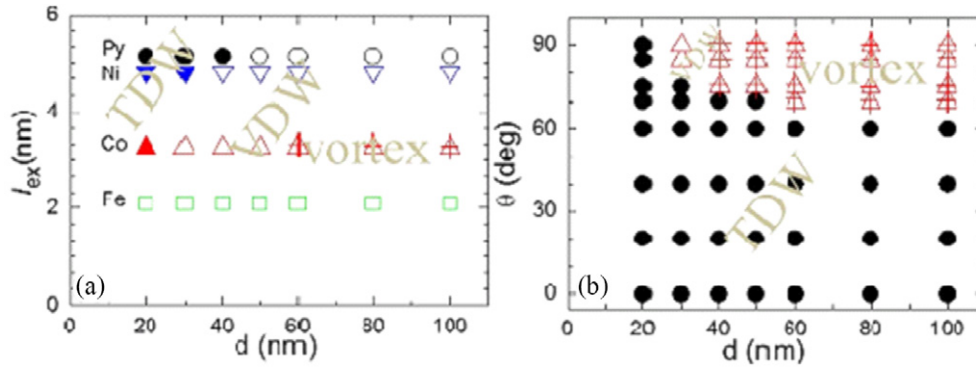 6
4
2
0
l_ex(nm)
Py
Ni
Co
Fe
TDW
VDW
vortex
(a)
0 20 40 60 80 100
d (nm)
90
60
30
0
θ (deg)
VDW
vortex
TDW
(b)
0 20 40 60 80 100
d (nm)